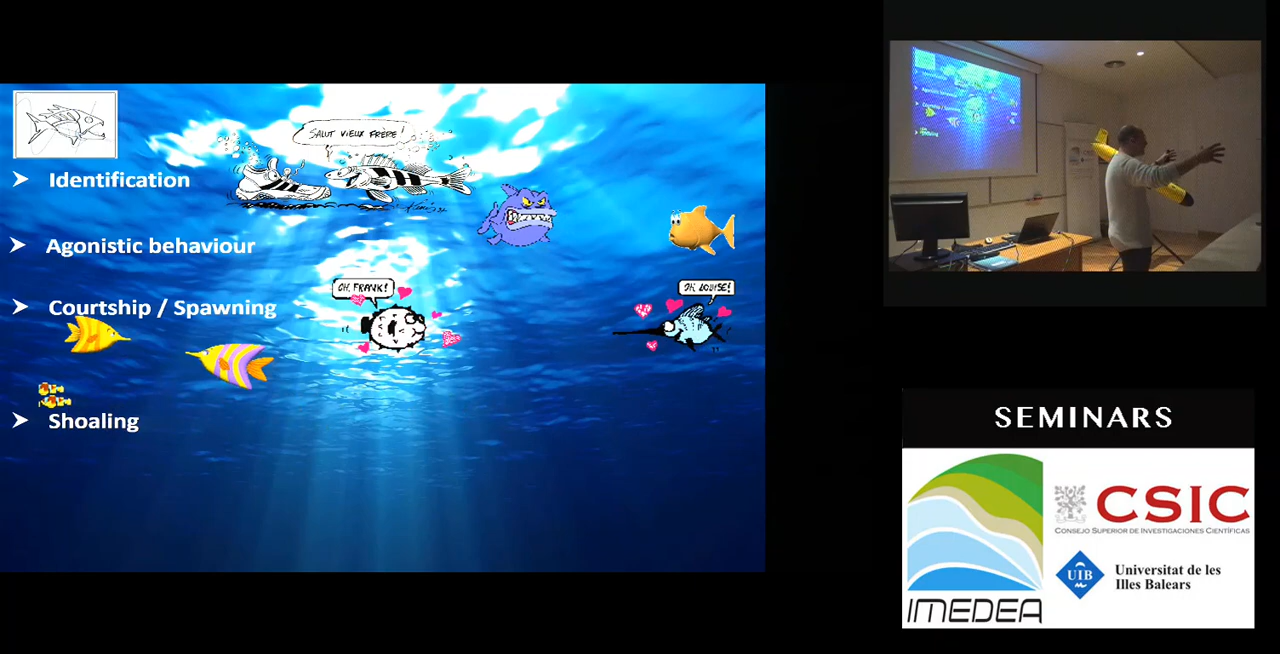 SALUT VIEUX FRÈRE!
Identification
Agonistic behaviour
OH, FRANK!
OH, LOUISE!
Courtship / Spawning
Shoaling
SEMINARS
CSIC
CONSEJO SUPERIOR DE INVESTIGACIONES CIENTÍFICAS
UIB
Universitat de les
Illes Balears
IMEDEA